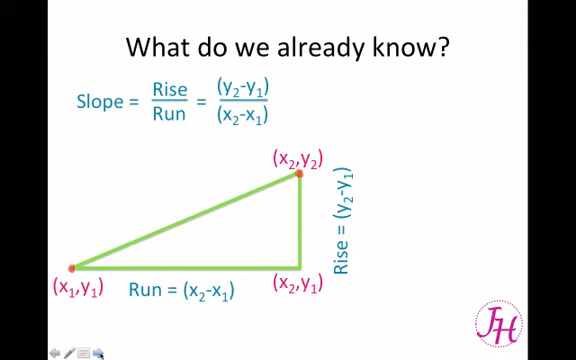 What do we already know?
Slope = Rise/Run = (y₂-y₁)/(x₂-x₁)
(x₂,y₂)
Rise = (y₂-y₁)
(x₁,y₁)
Run = (x₂-x₁)
(x₂,y₁)
JH